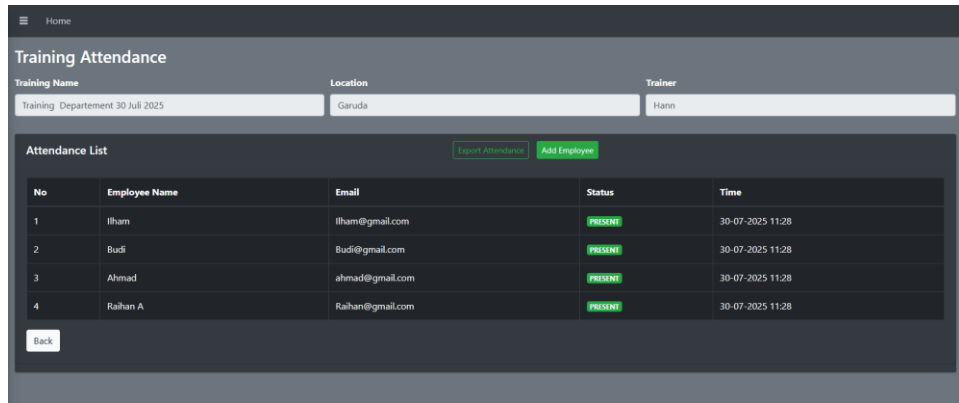 Home
Training Attendance
Training Name Location Trainer
Training Departement 30 Juli 2025 Garuda Hann
Attendance List Export Attendance Add Employee
No Employee Name Email Status Time
1 Ilham Ilham@gmail.com PRESENT 30-07-2025 11:28
2 Budi Budi@gmail.com PRESENT 30-07-2025 11:28
3 Ahmad ahmad@gmail.com PRESENT 30-07-2025 11:28
4 Raihan A Raihan@gmail.com PRESENT 30-07-2025 11:28
Back